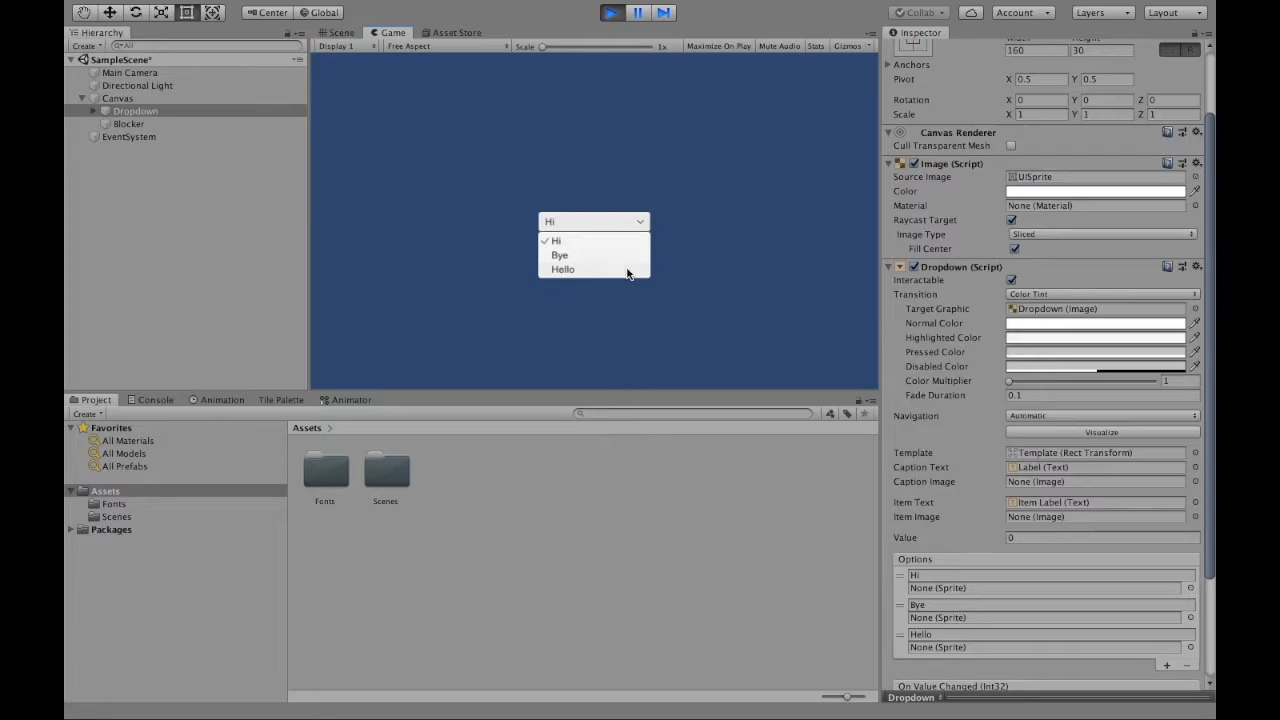 Center
Global
Collab
Account
Layers
Layout
Hierarchy
Create
All
SampleScene*
Main Camera
Directional Light
Canvas
Dropdown
Blocker
EventSystem
Scene
Game
Asset Store
Display 1
Free Aspect
Scale
1x
Maximize On Play
Mute Audio
Stats
Gizmos
Hi
Hi
Bye
Hello
Project
Console
Animation
Tile Palette
Animator
Create
Favorites
All Materials
All Models
All Prefabs
Assets
Fonts
Scenes
Packages
Assets
Fonts
Scenes
Inspector
Width
Height
160
30
R
Anchors
Pivot
X 0.5
Y 0.5
Rotation
X 0
Y 0
Z 0
Scale
X 1
Y 1
Z 1
Canvas Renderer
Cull Transparent Mesh
Image (Script)
Source Image
UISprite
Color
Material
None (Material)
Raycast Target
Image Type
Sliced
Fill Center
Dropdown (Script)
Interactable
Transition
Color Tint
Target Graphic
Dropdown (Image)
Normal Color
Highlighted Color
Pressed Color
Disabled Color
Color Multiplier
1
Fade Duration
0.1
Navigation
Automatic
Visualize
Template
Template (Rect Transform)
Caption Text
Label (Text)
Caption Image
None (Image)
Item Text
Item Label (Text)
Item Image
None (Image)
Value
0
Options
Hi
None (Sprite)
Bye
None (Sprite)
Hello
None (Sprite)
On Value Changed (Int32)
Dropdown